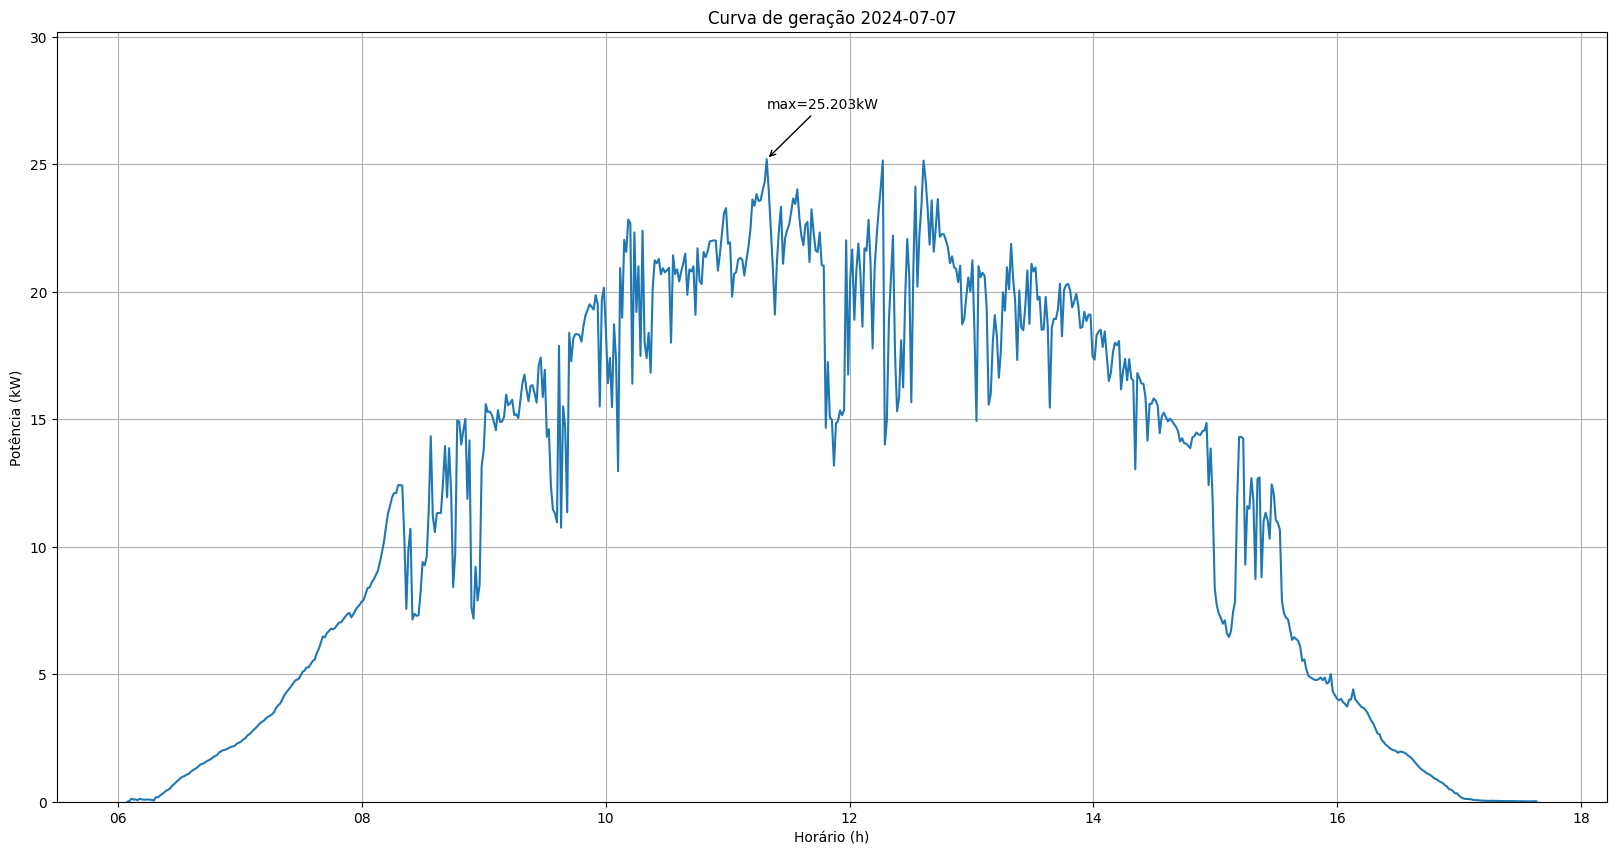 Curva de geração 2024-07-07
30
25
20
15
10
5
0
Potência (kW)
max=25.203kW
06 08 10 12 14 16 18
Horário (h)